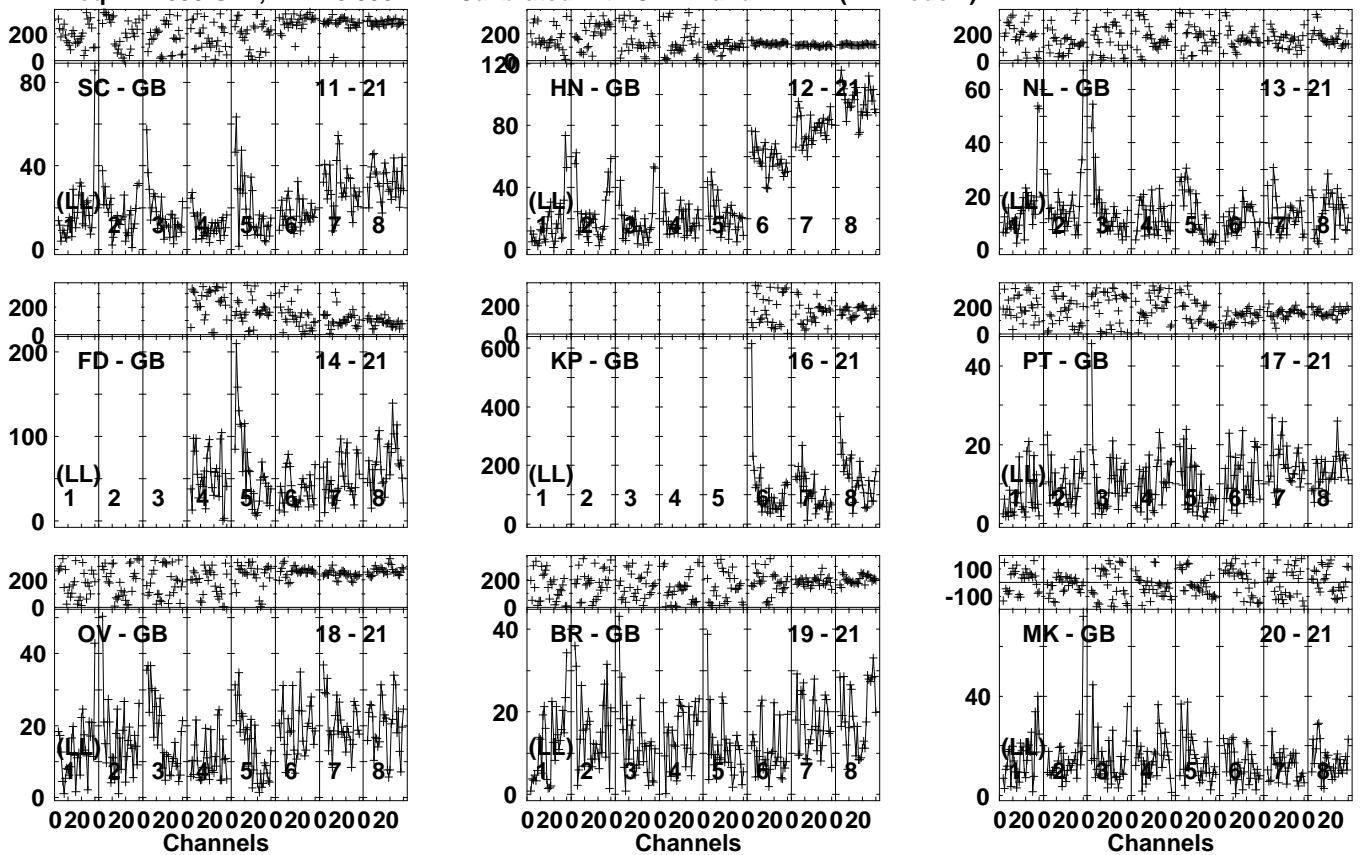 200
0
80
SC - GB
11 - 21
40
(LL)
1 2 3 4 5 6 7 8
0
200
0
120
HN - GB
12 - 21
80
40
(LL)
1 2 3 4 5 6 7 8
0
200
0
60
NL - GB
13 - 21
40
20
(LL)
1 2 3 4 5 6 7 8
0
200
0
200
FD - GB
14 - 21
100
(LL)
1 2 3 4 5 6 7 8
0
200
0
600
KP - GB
16 - 21
400
200
(LL)
1 2 3 4 5 6 7 8
0
200
0
40
PT - GB
17 - 21
20
(LL)
1 2 3 4 5 6 7 8
0
200
0
OV - GB
18 - 21
40
20
(LL)
1 2 3 4 5 6 7 8
0
0 20 0 20 0 20 0 20 0 20 0 20 0 20 0 20
Channels
200
0
40
BR - GB
19 - 21
20
(LL)
1 2 3 4 5 6 7 8
0
0 20 0 20 0 20 0 20 0 20 0 20 0 20 0 20
Channels
100
-100
MK - GB
20 - 21
40
(LL)
1 2 3 4 5 6 7 8
0
0 20 0 20 0 20 0 20 0 20 0 20 0 20 0 20
Channels